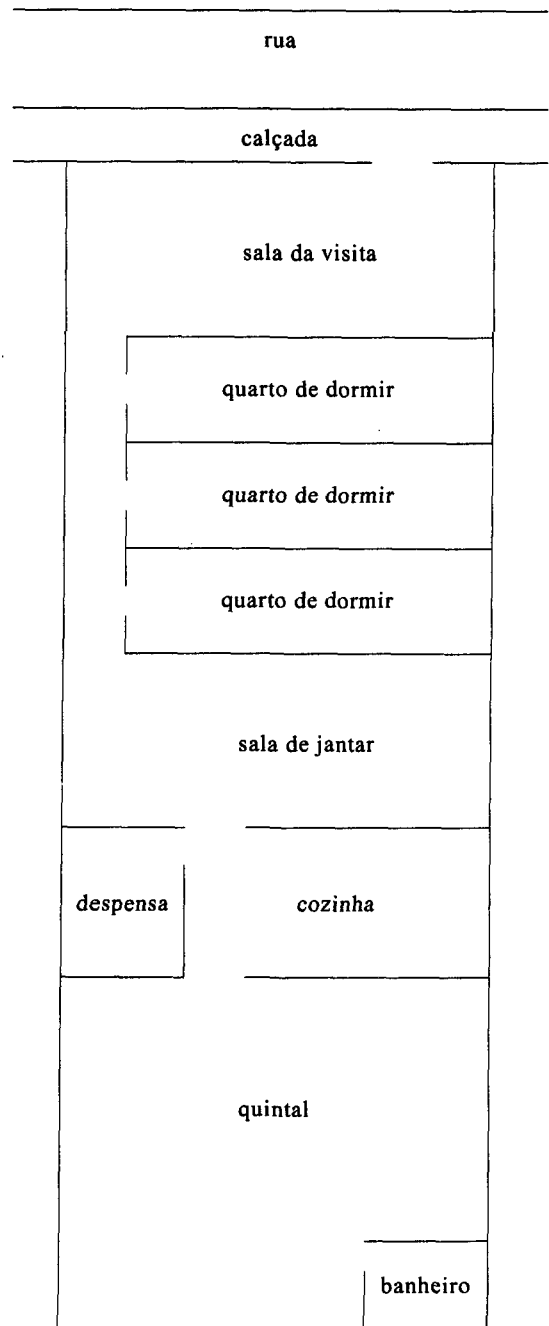 rua
calçada
sala da visita
quarto de dormir
quarto de dormir
quarto de dormir
sala de jantar
despensa
cozinha
quintal
banheiro